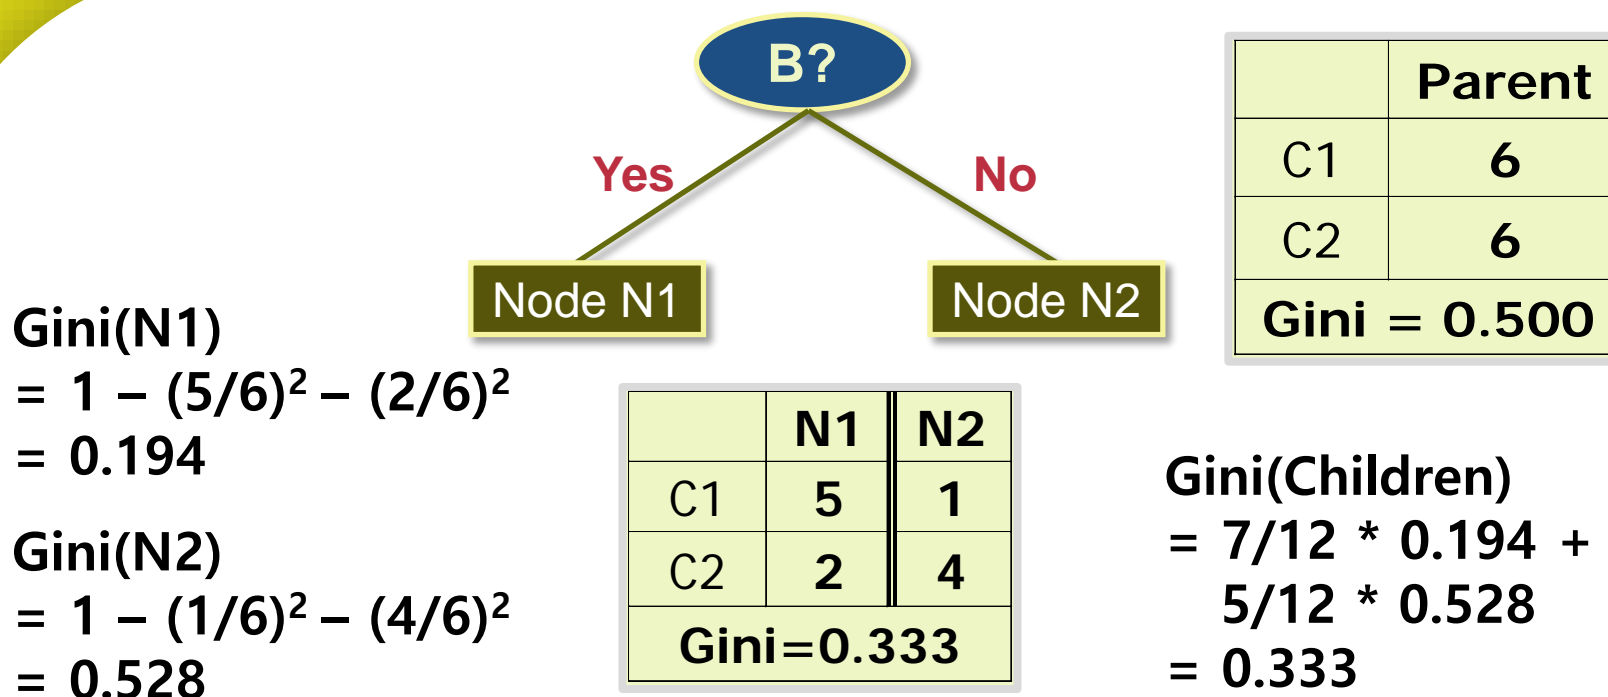 B?
Yes
No
Node N1
Node N2
Parent
C1 6
C2 6
Gini = 0.500
Gini(N1)
= 1 – (5/6)² – (2/6)²
= 0.194
Gini(N2)
= 1 – (1/6)² – (4/6)²
= 0.528
N1 N2
C1 5 1
C2 2 4
Gini=0.333
Gini(Children)
= 7/12 * 0.194 +
5/12 * 0.528
= 0.333